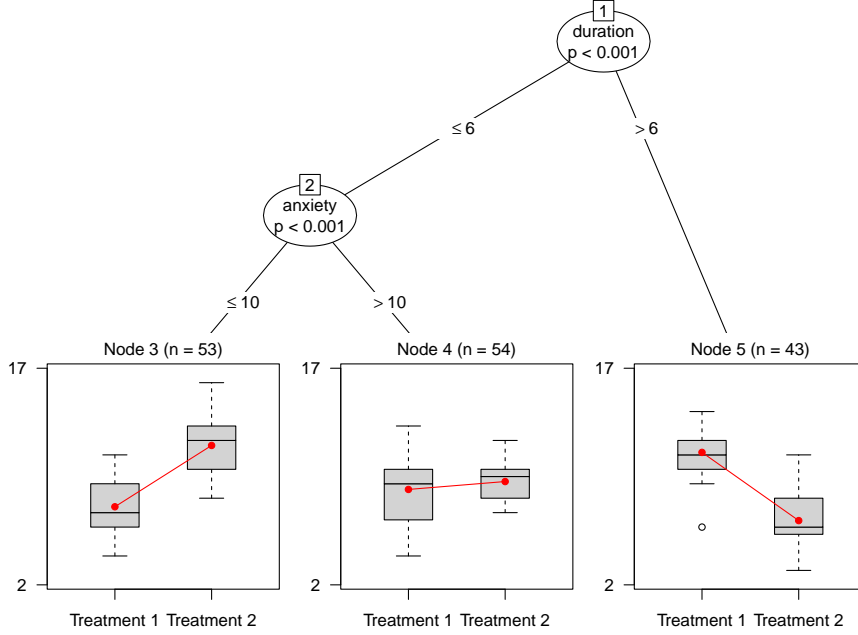 1
duration
p < 0.001
≤ 6
> 6
2
anxiety
p < 0.001
≤ 10
> 10
Node 3 (n = 53)
17
2
Treatment 1 Treatment 2
Node 4 (n = 54)
17
2
Treatment 1 Treatment 2
Node 5 (n = 43)
17
2
Treatment 1 Treatment 2